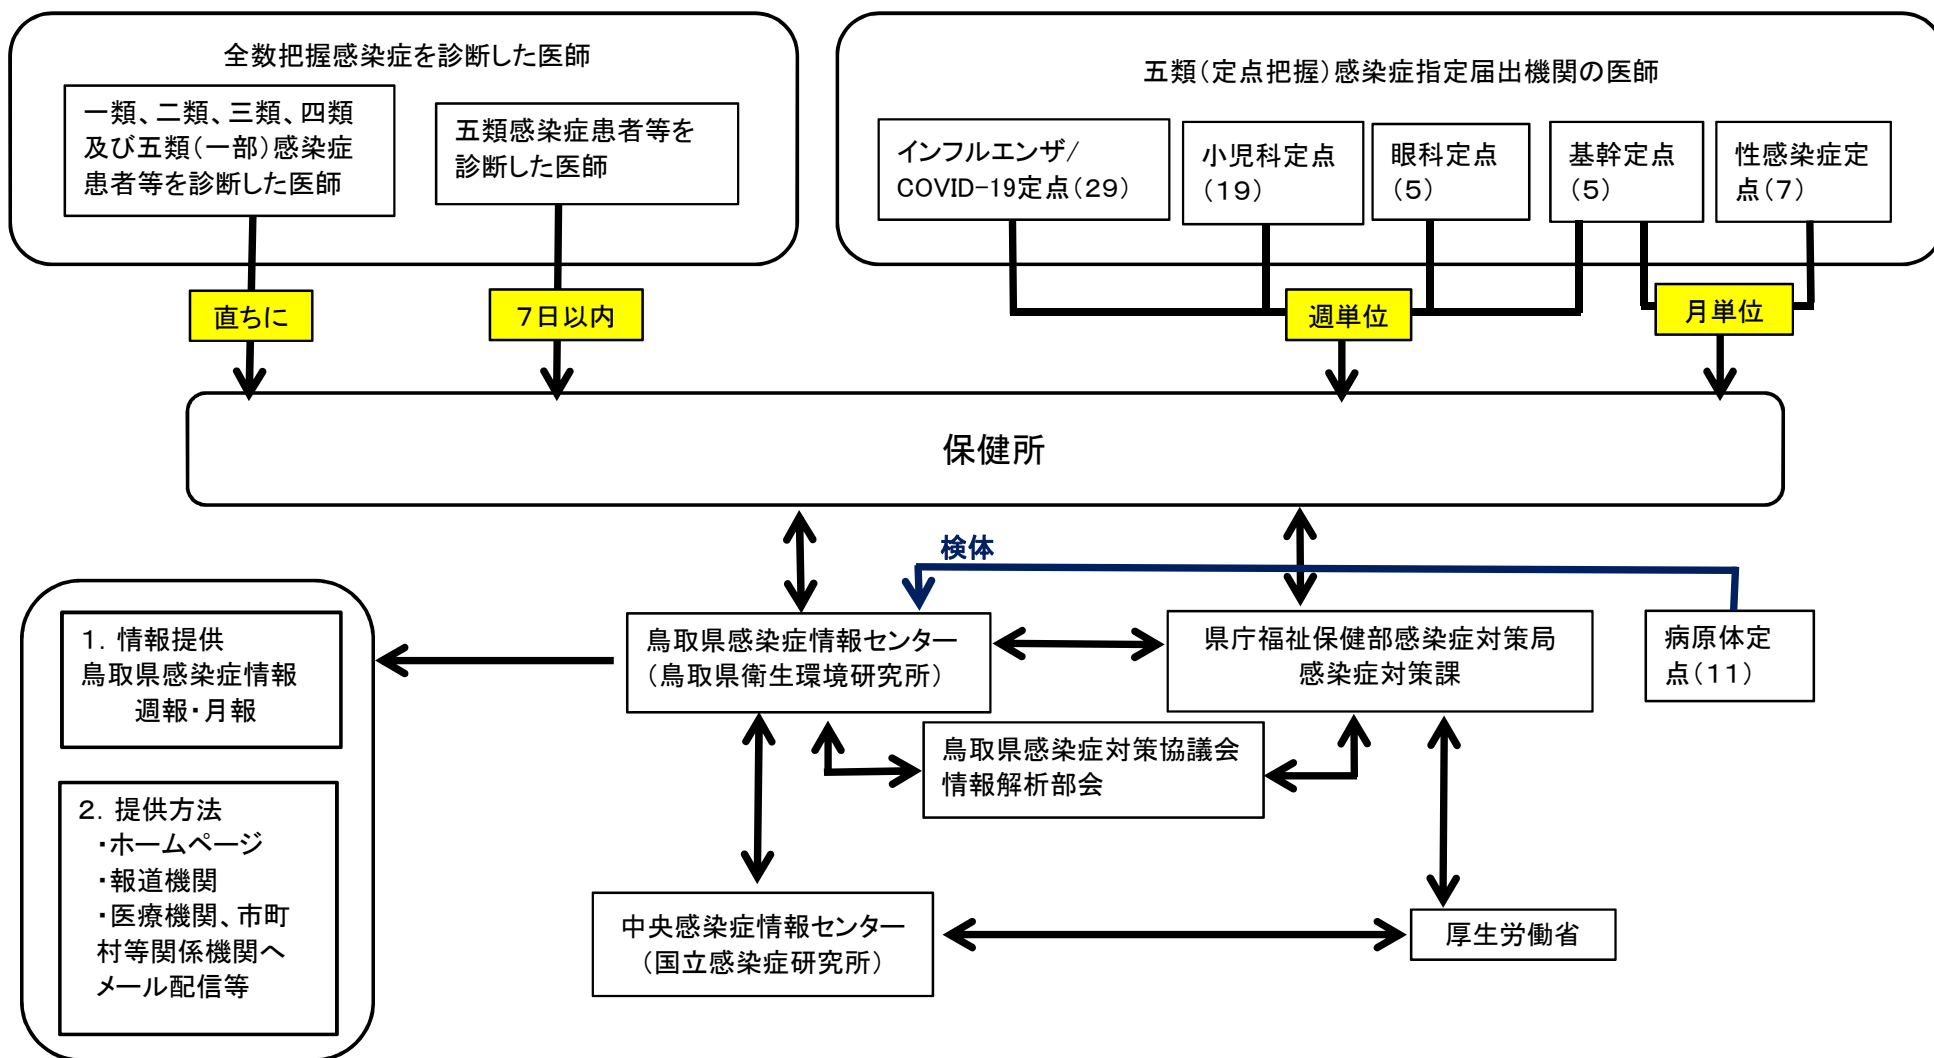 全数把握感染症を診断した医師
一類、二類、三類、四類
及び五類(一部)感染症
患者等を診断した医師
五類感染症患者等を
診断した医師
直ちに
7日以内
五類(定点把握)感染症指定届出機関の医師
インフルエンザ/
COVID-19定点(29)
小児科定点
(19)
眼科定点
(5)
基幹定点
(5)
性感染症定
点(7)
週単位
月単位
保健所
検体
鳥取県感染症情報センター
(鳥取県衛生環境研究所)
県庁福祉保健部感染症対策局
感染症対策課
病原体定
点(11)
1. 情報提供
鳥取県感染症情報
週報・月報
2. 提供方法
・ホームページ
・報道機関
・医療機関、市町
村等関係機関へ
メール配信等
鳥取県感染症対策協議会
情報解析部会
中央感染症情報センター
(国立感染症研究所)
厚生労働省